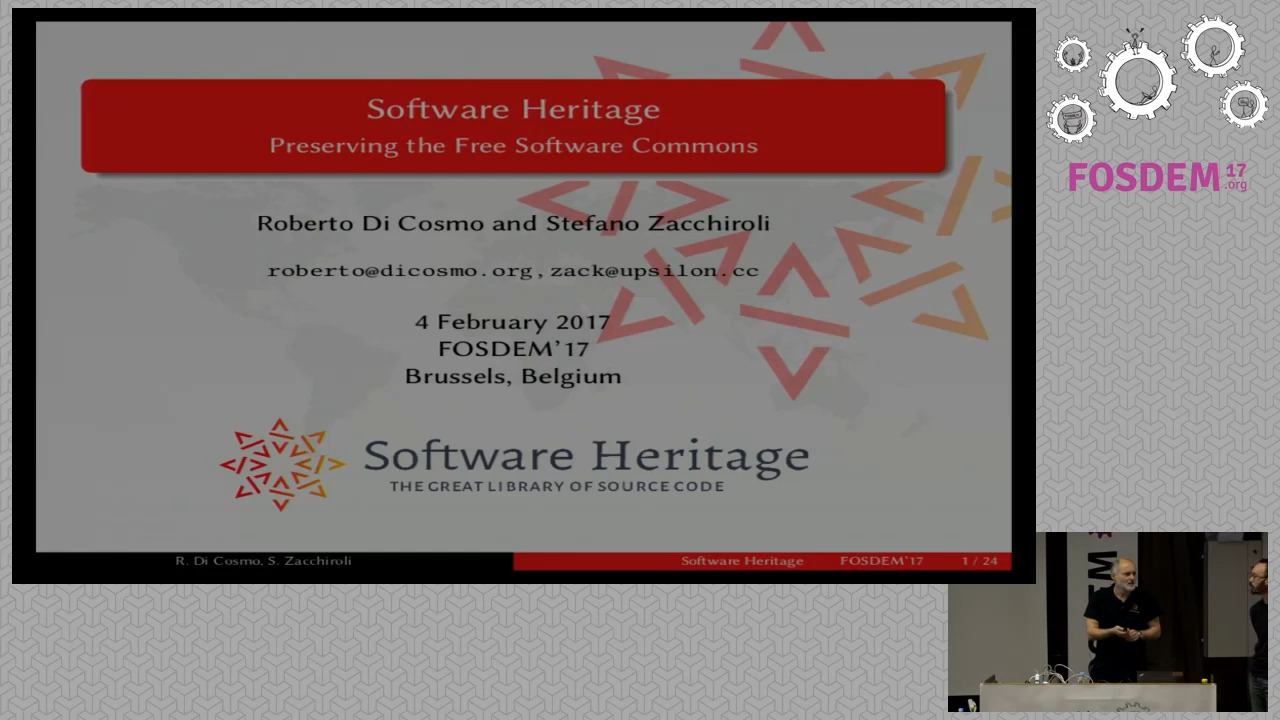 Software Heritage
Preserving the Free Software Commons
Roberto Di Cosmo and Stefano Zacchiroli
roberto@dicosmo.org,zack@upsilon.cc
4 February 2017
FOSDEM'17
Brussels, Belgium
Software Heritage
THE GREAT LIBRARY OF SOURCE CODE
R. Di Cosmo, S. Zacchiroli
Software Heritage FOSDEM'17 1 / 24
FOSDEM 17
.org